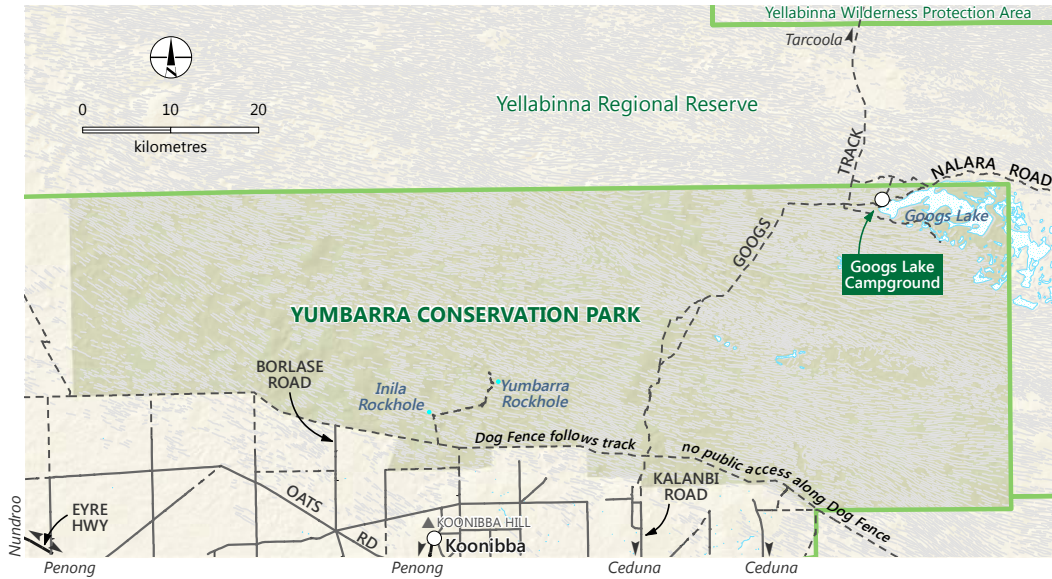 Yellabinna Wilderness Protection Area
Tarcoola
N
0 10 20
kilometres
Yellabinna Regional Reserve
TRACK
NALARA ROAD
Googs Lake
GOOGS
Googs Lake
Campground
YUMBARRA CONSERVATION PARK
BORLASE
ROAD
Inila
Rockhole
Yumbarra
Rockhole
Dog Fence follows track
no public access along Dog Fence
KALANBI
ROAD
OATS
RD
EYRE
HWY
Nundroo
KOONIBBA HILL
Koonibba
Penong
Penong
Ceduna
Ceduna